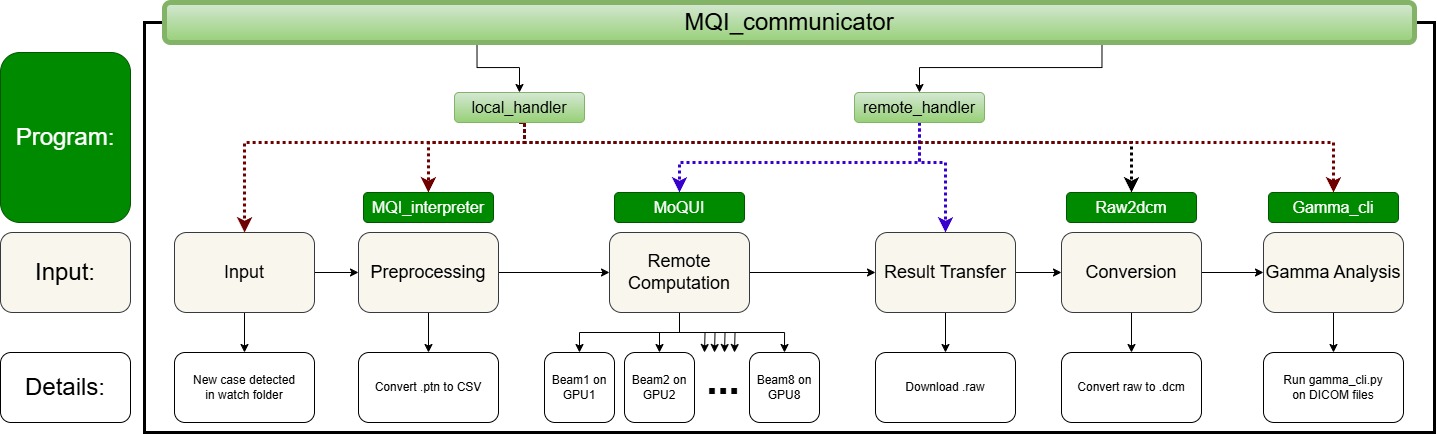 MQI_communicator
local_handler
remote_handler
Program:
MQI_interpreter
MoQUI
Raw2dcm
Gamma_cli
Input:
Input
Preprocessing
Remote
Computation
Result Transfer
Conversion
Gamma Analysis
Details:
New case detected
in watch folder
Convert .ptn to CSV
Beam1 on
GPU1
Beam2 on
GPU2
...
Beam8 on
GPU8
Download .raw
Convert raw to .dcm
Run gamma_cli.py
on DICOM files